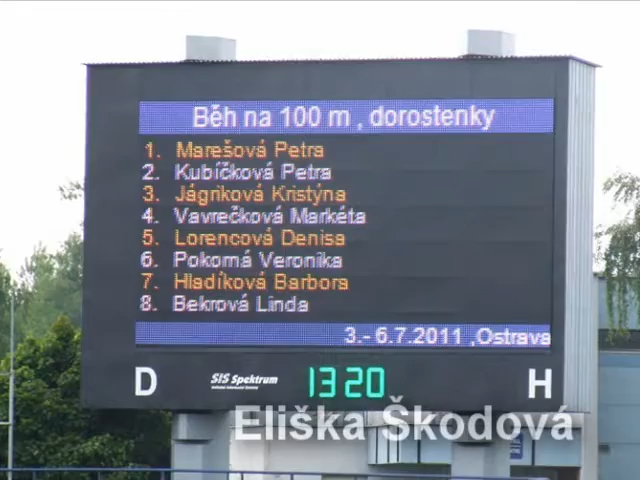 Běh na 100 m , dorostenky
1. Marešová Petra
2. Kubíčková Petra
3. Jágriková Kristýna
4. Vavrečková Markéta
5. Lorencová Denisa
6. Pokorná Veronika
7. Hladíková Barbora
8. Bekrová Linda
3.- 6.7.2011 ,Ostrava
D SIS Spektrum 13 20 H
Eliška Škodová